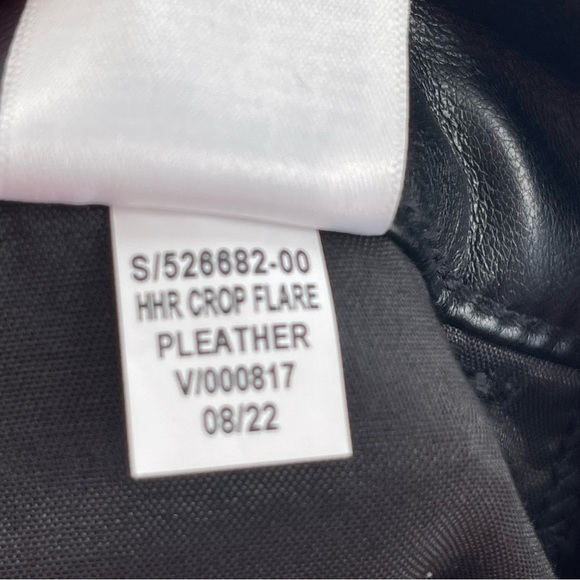 S/526682-00
HHR CROP FLARE
PLEATHER
V/000817
08/22